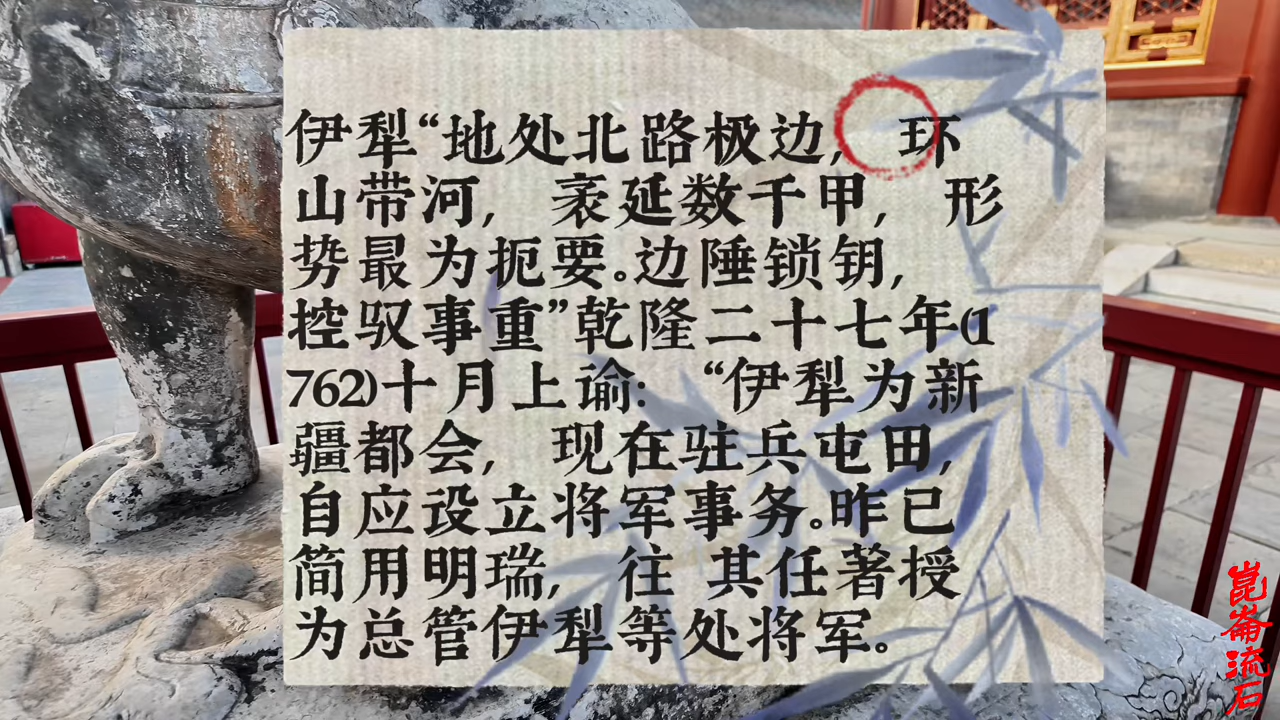 伊犁“地处北路极边, 环
山带河, 袤延数千甲, 形
势最为扼要。边陲锁钥,
控驭事重”乾隆二十七年(1
762)十月上谕: “伊犁为新
疆都会, 现在驻兵屯田,
自应设立将军事务。昨已
简用明瑞, 往 其任著授
为总管伊犁等处将军。
崑崙流石